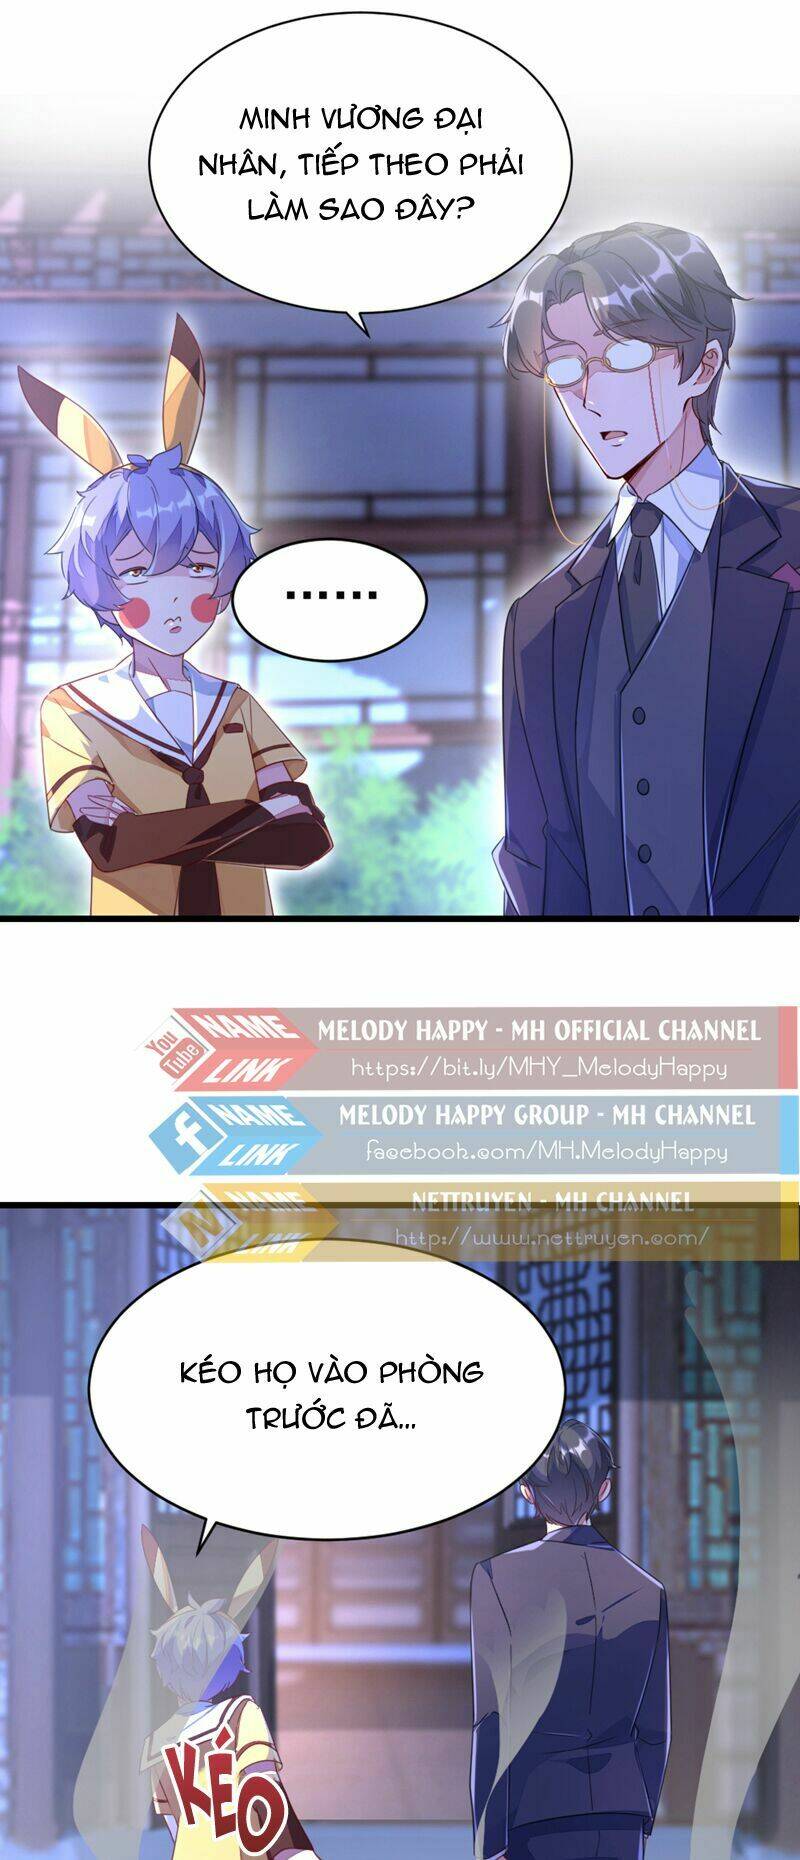 MINH VƯƠNG ĐẠI
NHÂN, TIẾP THEO PHẢI
LÀM SAO ĐÂY?
......
You Tube
NAME
LINK
MELODY HAPPY - MH OFFICIAL CHANNEL
https://bit.ly/MHY_MelodyHappy
f
NAME
LINK
MELODY HAPPY GROUP - MH CHANNEL
facebook.com/MH.MelodyHappy
N
NAME
LINK
NETTRUYEN - MH CHANNEL
http://www.nettruyen.com/
KÉO HỌ VÀO PHÒNG
TRƯỚC ĐÃ...
KÉO